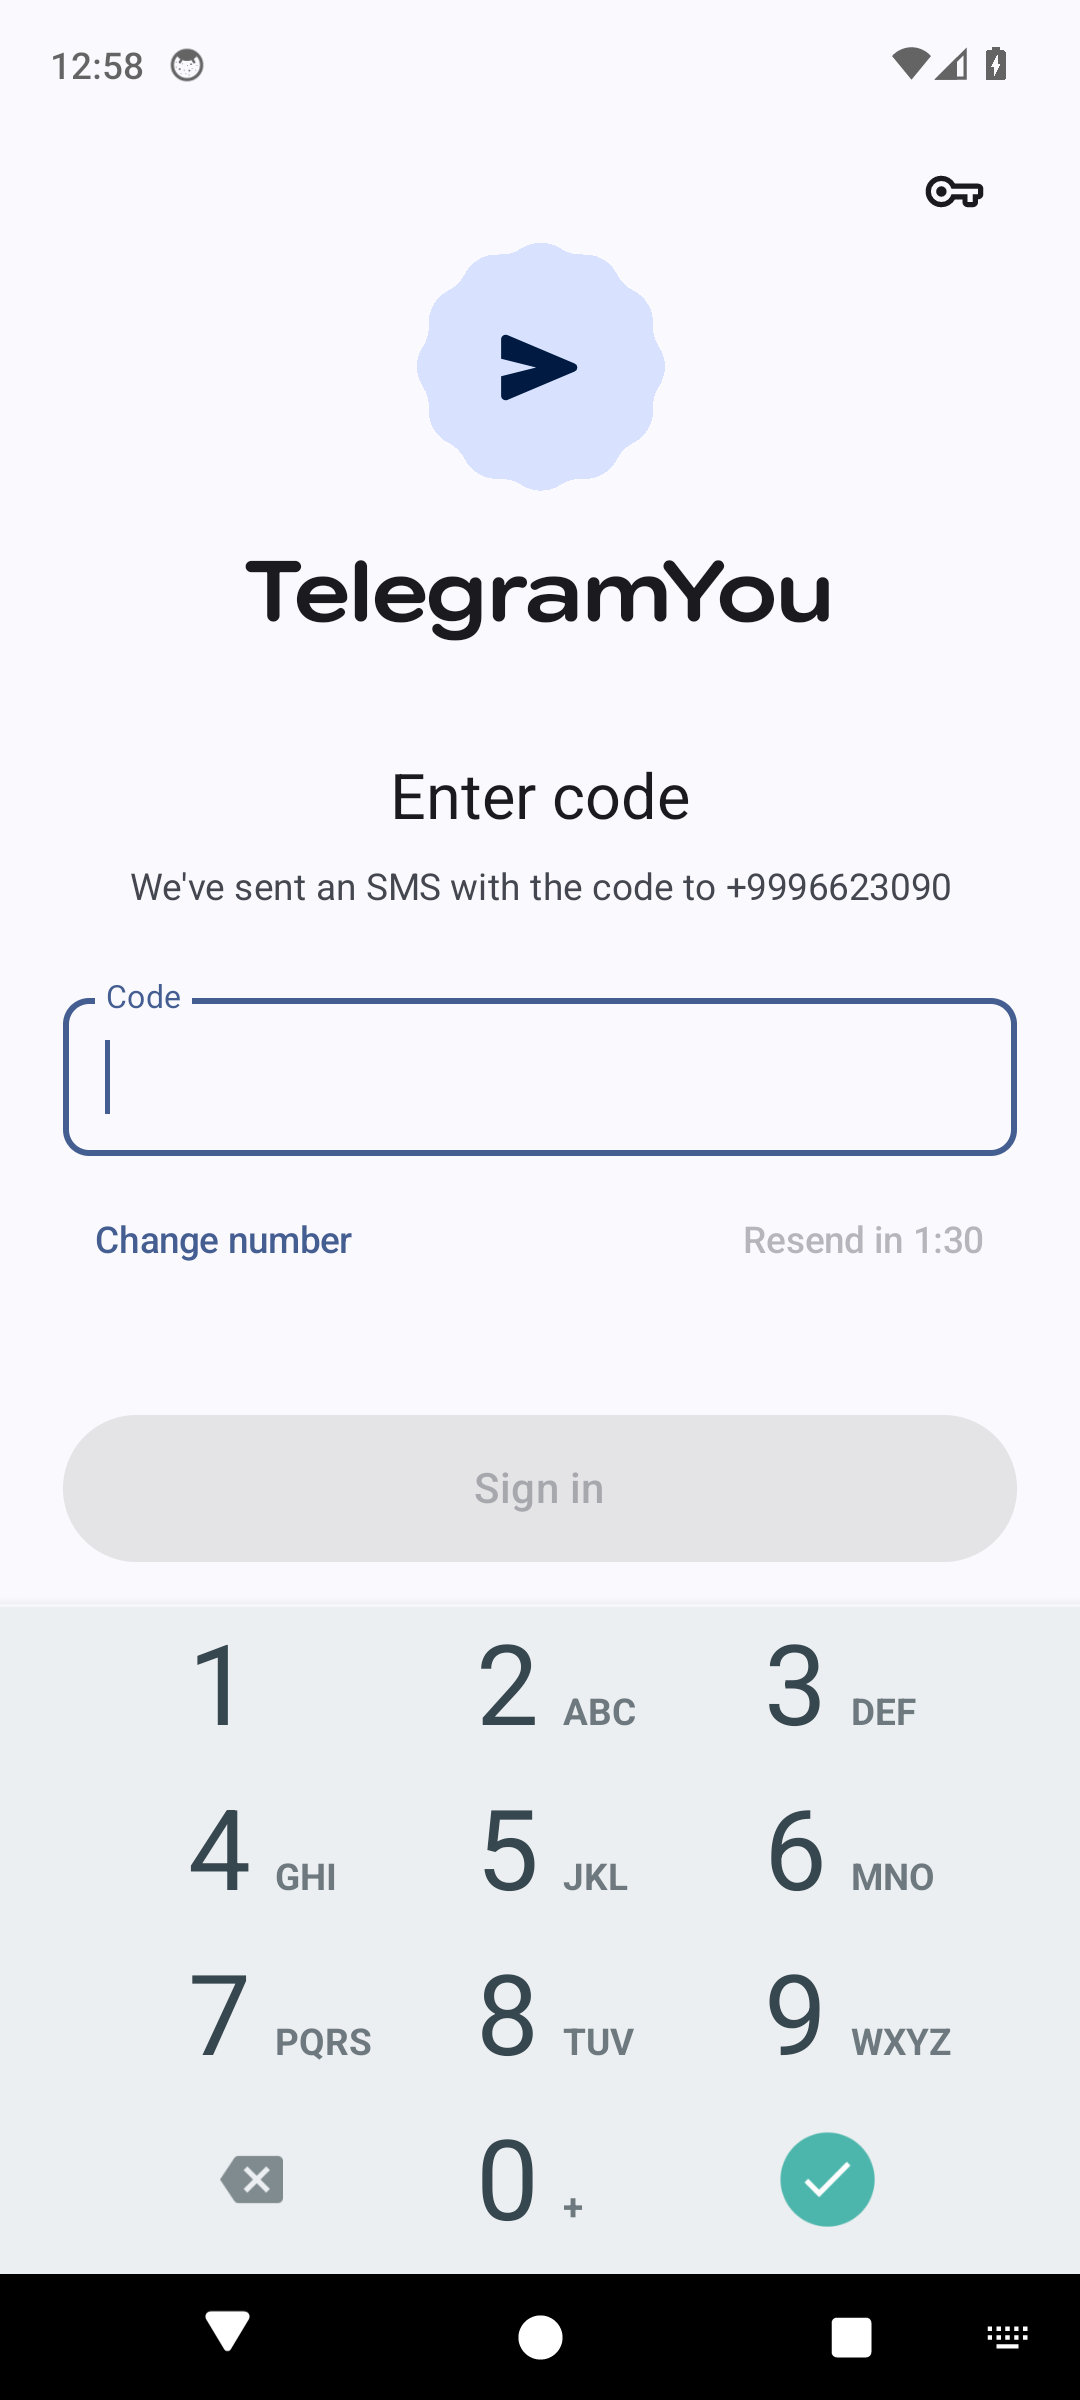 12:58
TelegramYou
Enter code
We've sent an SMS with the code to +9996623090
Code
Change number
Resend in 1:30
Sign in
1
2 ABC
3 DEF
4 GHI
5 JKL
6 MNO
7 PQRS
8 TUV
9 WXYZ
0 +